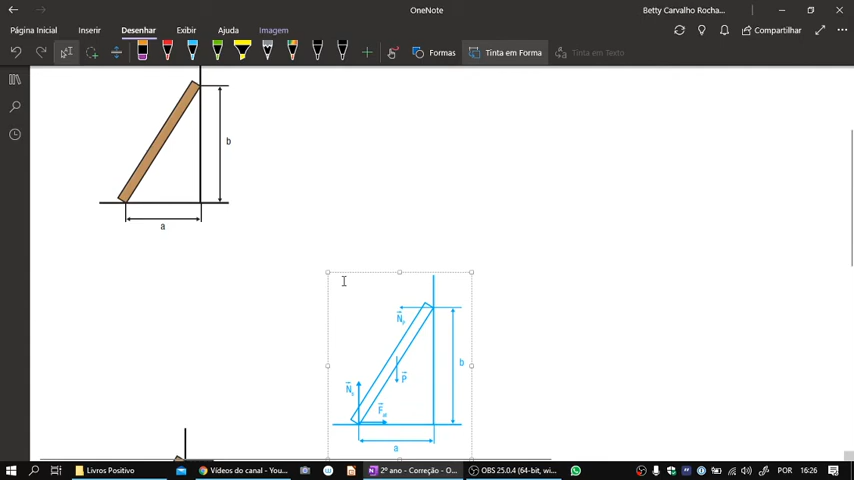 OneNote
Betty Carvalho Rocha...
Página Inicial Inserir Desenhar Exibir Ajuda Imagem
Compartilhar
Formas Tinta em Forma Tinta em Texto
b
a
N
b
P
N
F
a
Livros Positivo
Vídeos do canal - You...
2º ano - Correção - O...
OBS 25.0.4 (64-bit, wi...
POR 16:26